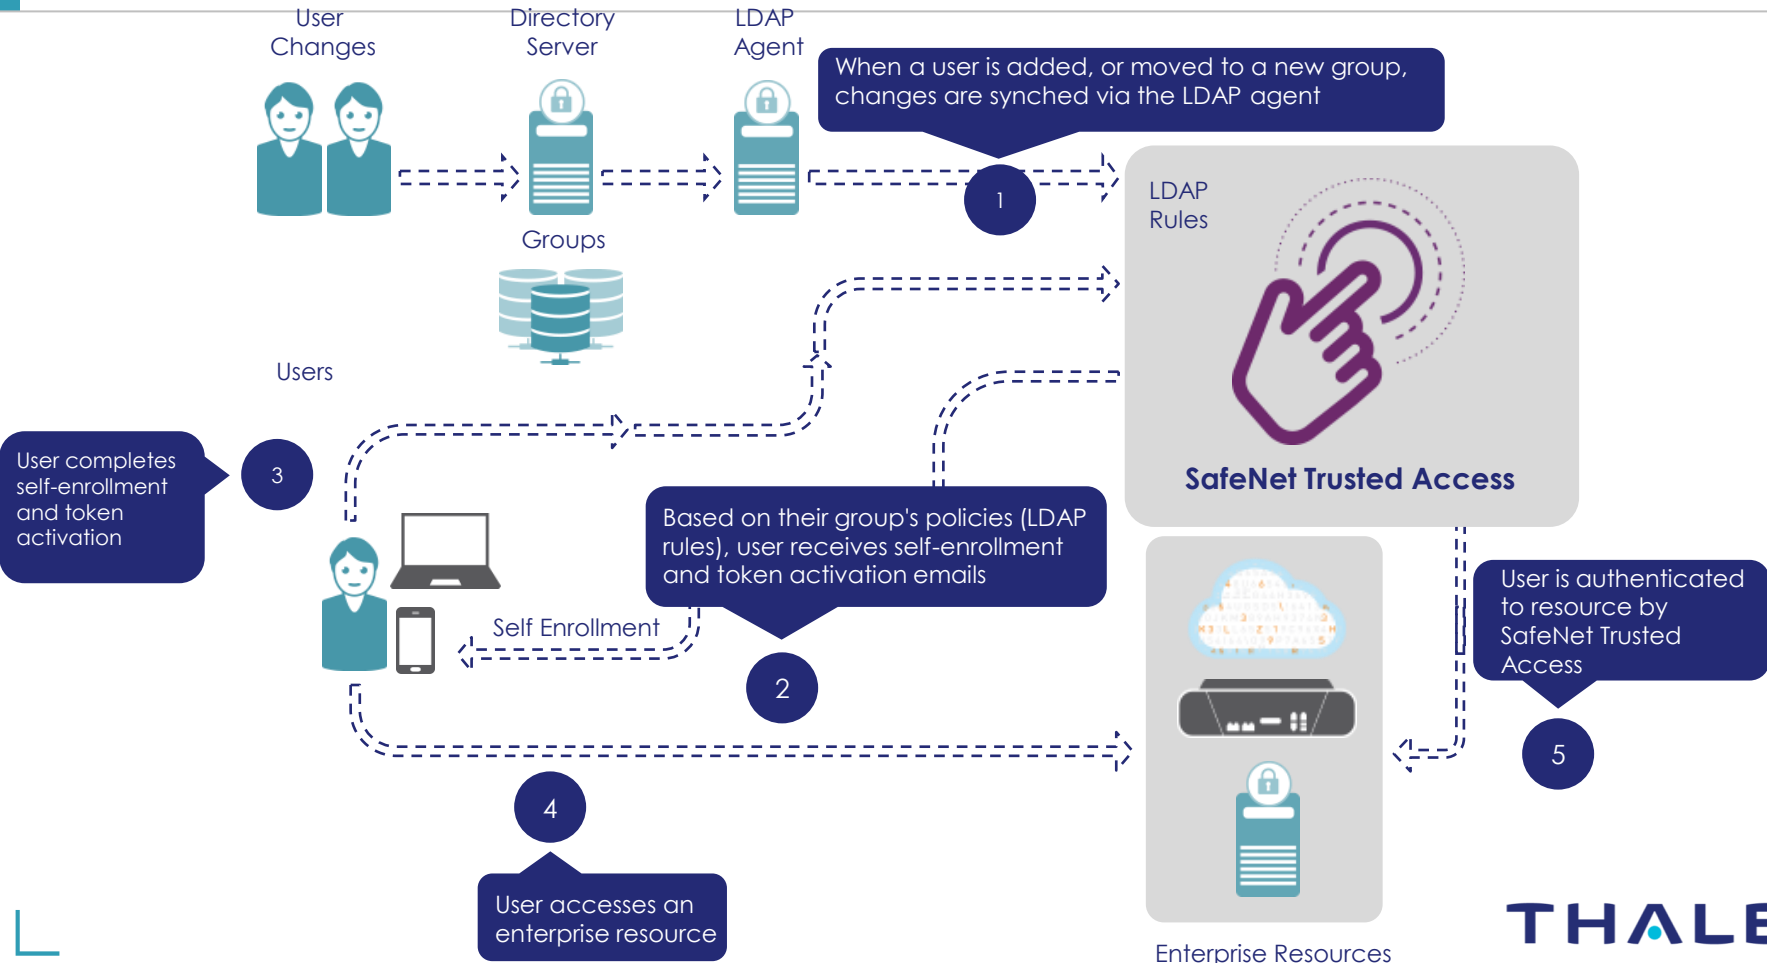 User
Changes
Directory
Server
LDAP
Agent
When a user is added, or moved to a new group,
changes are synched via the LDAP agent
1
LDAP
Rules
Groups
Users
User completes
self-enrollment
and token
activation
3
SafeNet Trusted Access
Based on their group's policies (LDAP
rules), user receives self-enrollment
and token activation emails
Self Enrollment
2
User is authenticated
to resource by
SafeNet Trusted
Access
5
4
User accesses an
enterprise resource
Enterprise Resources
THALE